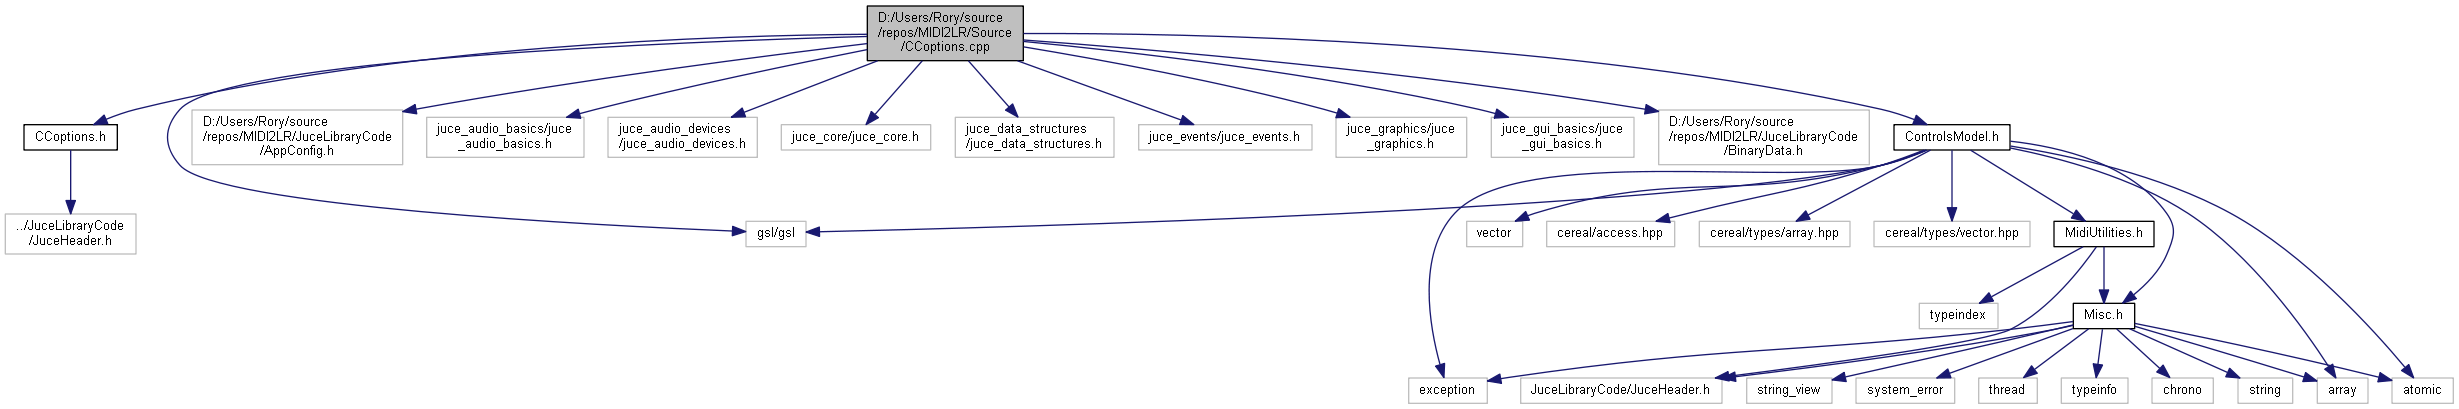 D:/Users/Rory/source
/repos/MIDI2LR/Source
/CCoptions.cpp
CCoptions.h
D:/Users/Rory/source
/repos/MIDI2LR/JuceLibraryCode
/AppConfig.h
juce_audio_basics/juce
_audio_basics.h
juce_audio_devices
/juce_audio_devices.h
juce_core/juce_core.h
juce_data_structures
/juce_data_structures.h
juce_events/juce_events.h
juce_graphics/juce
_graphics.h
juce_gui_basics/juce
_gui_basics.h
D:/Users/Rory/source
/repos/MIDI2LR/JuceLibraryCode
/BinaryData.h
ControlsModel.h
../JuceLibraryCode
/JuceHeader.h
gsl/gsl
vector
cereal/access.hpp
cereal/types/array.hpp
cereal/types/vector.hpp
MidiUtilities.h
typeindex
Misc.h
exception
JuceLibraryCode/JuceHeader.h
string_view
system_error
thread
typeinfo
chrono
string
array
atomic